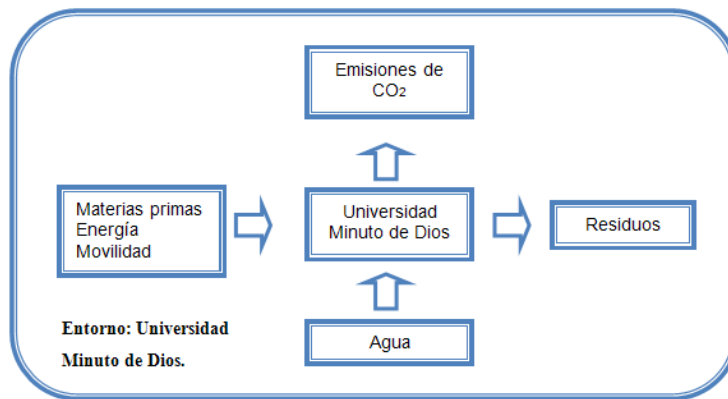 Emisiones de
CO₂
Materias primas
Energía
Movilidad
Universidad
Minuto de Dios
Residuos
Entorno: Universidad
Minuto de Dios.
Agua